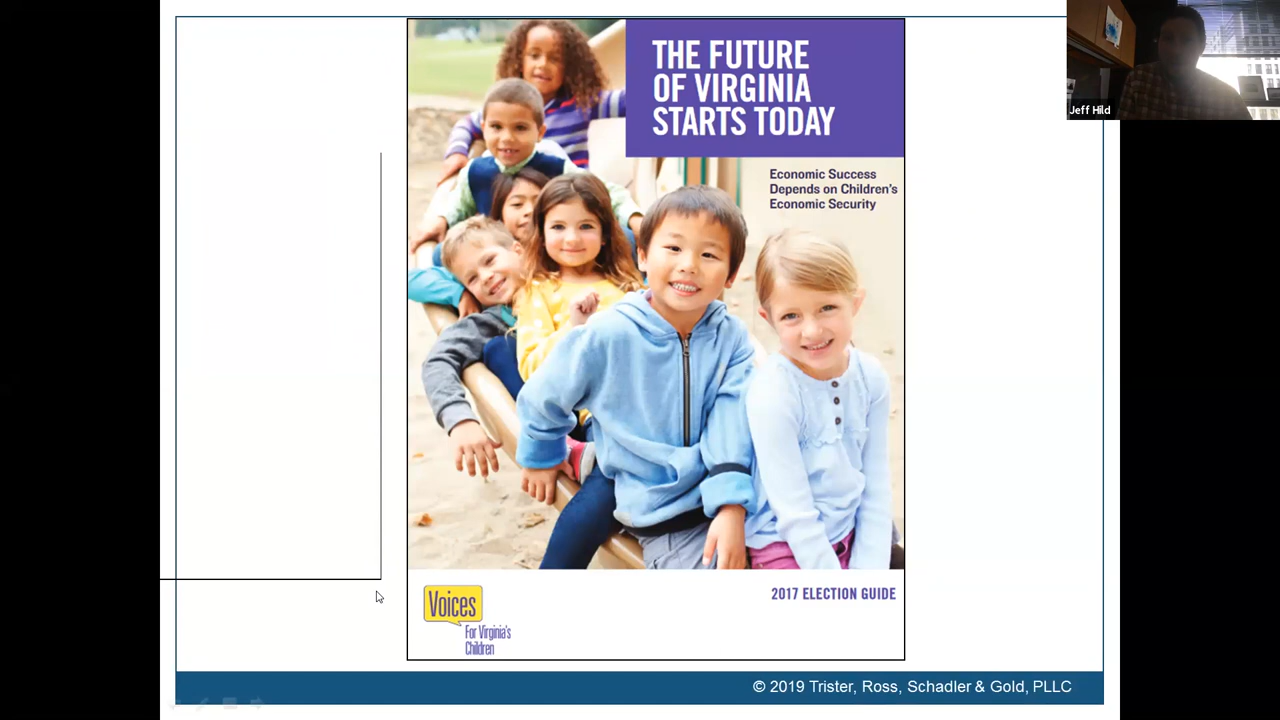 THE FUTURE
OF VIRGINIA
STARTS TODAY
Jeff Hild
Economic Success
Depends on Children's
Economic Security
2017 ELECTION GUIDE
Voices
For Virginia's
Children
© 2019 Trister, Ross, Schadler & Gold, PLLC